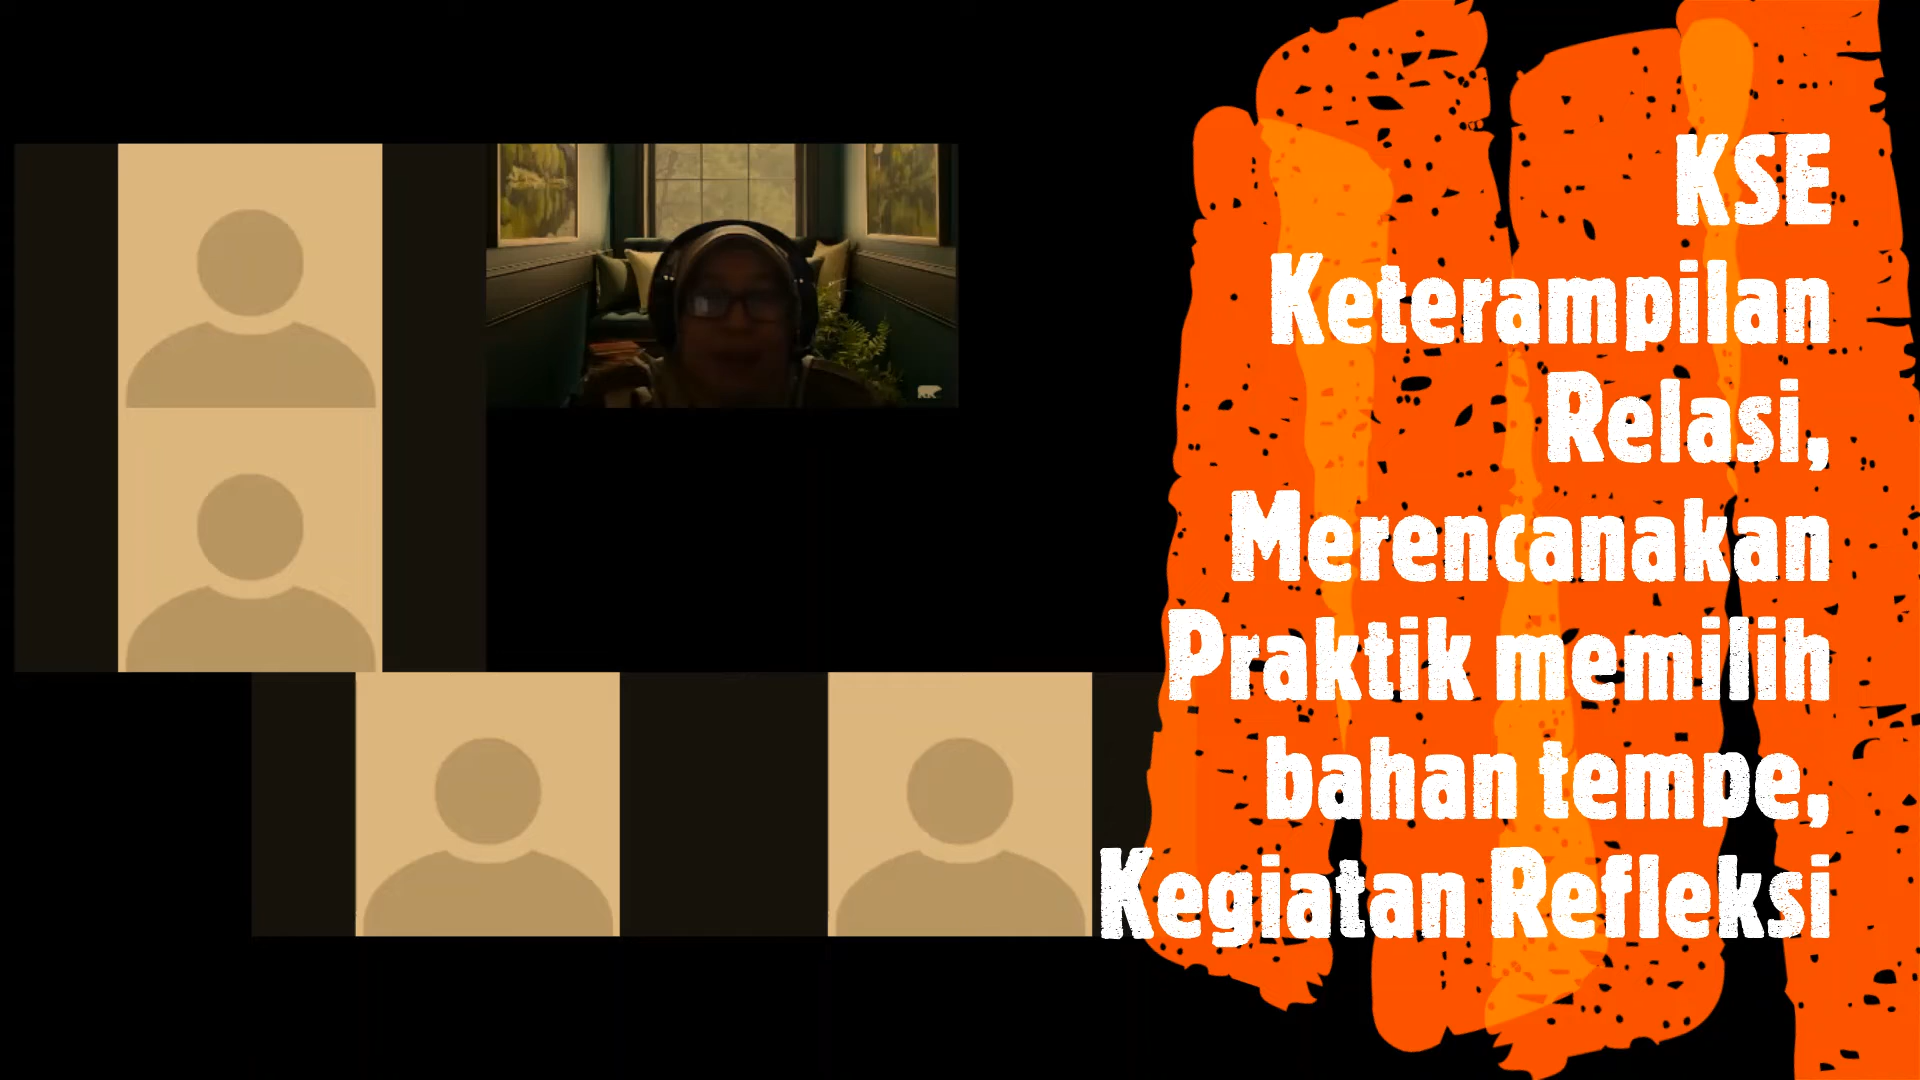 KSE
Keterampilan
Relasi,
Merencanakan
Praktik memilih
bahan tempe,
Kegiatan Refleksi